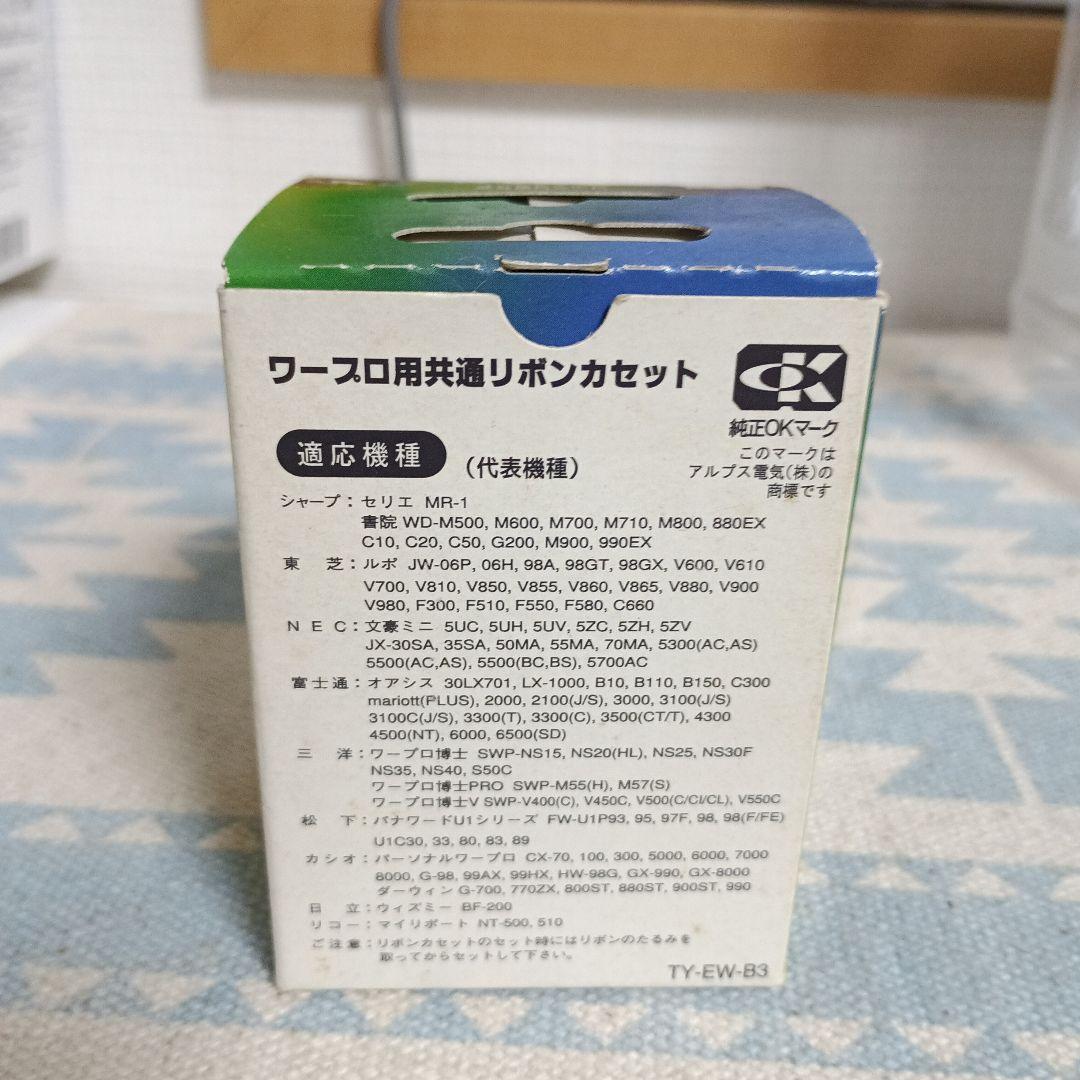 ワープロ用共通リボンカセット
OK
純正OKマーク
このマークは
アルプス電気(株)の
商標です
適応機種 (代表機種)
シャープ：セリエ MR-1
書院 WD-M500, M600, M700, M710, M800, 880EX
C10, C20, C50, G200, M900, 990EX
東芝：ルポ JW-06P, 06H, 98A, 98GT, 98GX, V600, V610
V700, V810, V850, V855, V860, V865, V880, V900
V980, F300, F510, F550, F580, C660
NEC：文豪ミニ 5UC, 5UH, 5UV, 5ZC, 5ZH, 5ZV
JX-30SA, 35SA, 50MA, 55MA, 70MA, 5300(AC,AS)
5500(AC,AS), 5500(BC,BS), 5700AC
富士通：オアシス 30LX701, LX-1000, B10, B110, B150, C300
mariott(PLUS), 2000, 2100(J/S), 3000, 3100(J/S)
3100C(J/S), 3300(T), 3300(C), 3500(CT/T), 4300
4500(NT), 6000, 6500(SD)
三洋：ワープロ博士 SWP-NS15, NS20(HL), NS25, NS30F
NS35, NS40, S50C
ワープロ博士PRO SWP-M55(H), M57(S)
ワープロ博士V SWP-V400(C), V450C, V500(C/CI/CL), V550C
松下：パナワードU1シリーズ FW-U1P93, 95, 97F, 98, 98(F/FE)
U1C30, 33, 80, 83, 89
カシオ：パーソナルワープロ CX-70, 100, 300, 5000, 6000, 7000
8000, G-98, 99AX, 99HX, HW-98G, GX-990, GX-8000
ダーウィン G-700, 770ZX, 800ST, 880ST, 900ST, 990
日立：ウィズミー BF-200
リコー：マイリポート NT-500, 510
ご注意：リボンカセットのセット時にはリボンのたるみを
取ってからセットして下さい。
TY-EW-B3